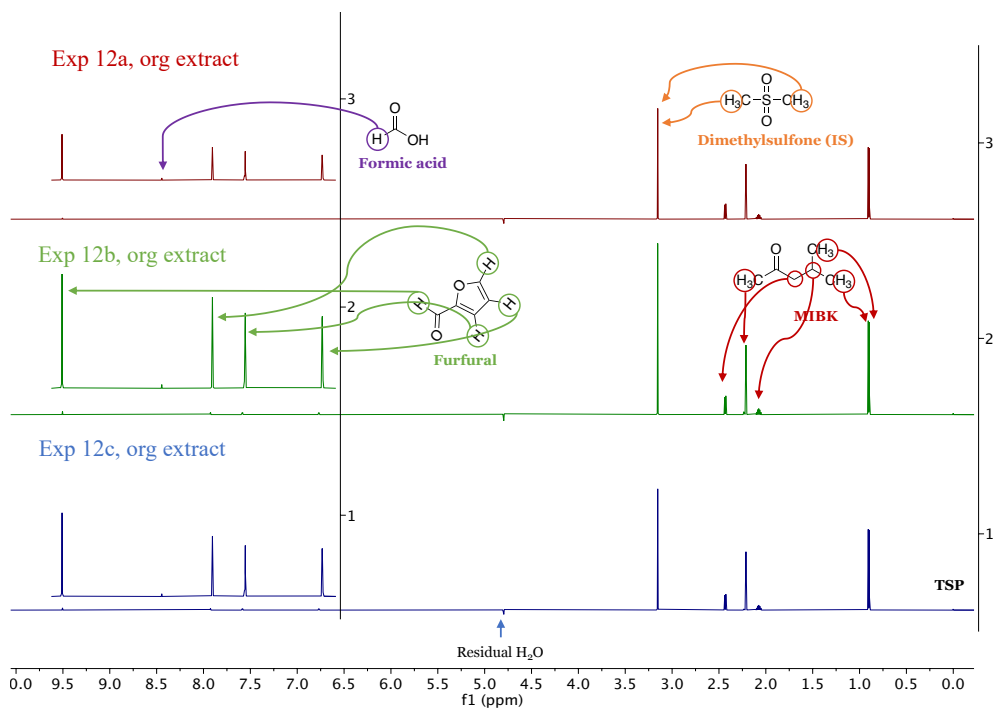 Exp 12a, org extract
3
O
H
OH
Formic acid
O
H₃C
S
CH₃
O
Dimethylsulfone (IS)
3
Exp 12b, org extract
2
H
O
H
H
O
H
Furfural
O
CH₃
H₃C
CH₃
MIBK
2
Exp 12c, org extract
1
1
TSP
Residual H₂O
0.0 9.5 9.0 8.5 8.0 7.5 7.0 6.5 6.0 5.5 5.0 4.5 4.0 3.5 3.0 2.5 2.0 1.5 1.0 0.5 0.0
f1 (ppm)